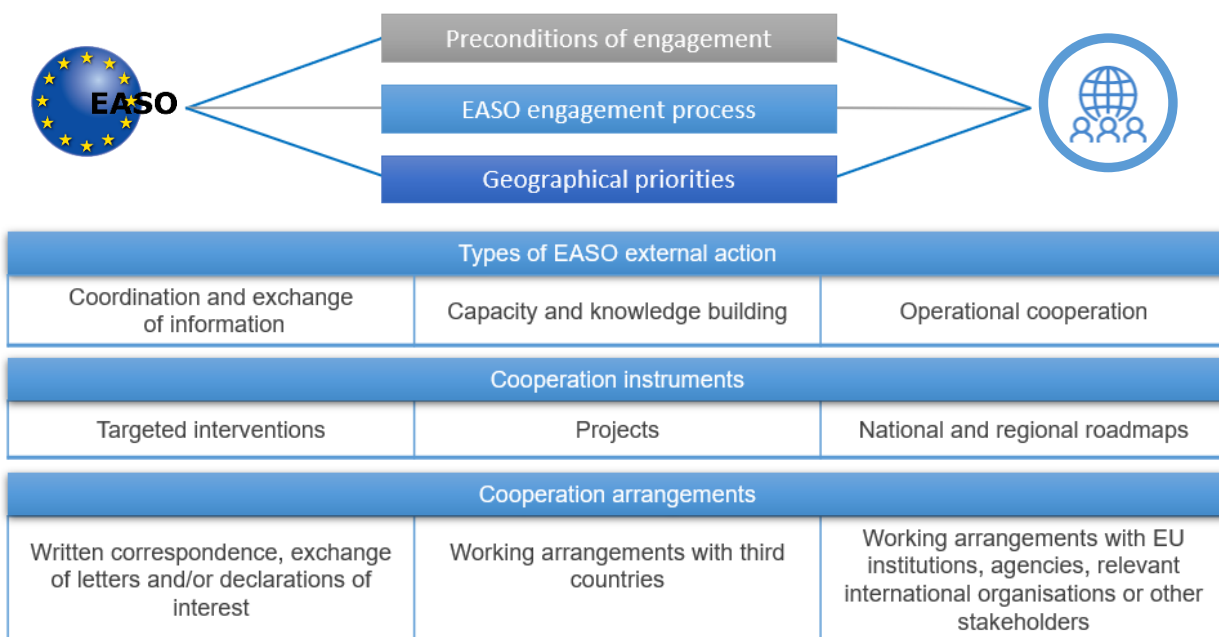 Preconditions of engagement
EASO
EASO engagement process
Geographical priorities
Types of EASO external action
Coordination and exchange
of information
Capacity and knowledge building
Operational cooperation
Cooperation instruments
Targeted interventions
Projects
National and regional roadmaps
Cooperation arrangements
Written correspondence, exchange
of letters and/or declarations of
interest
Working arrangements with third
countries
Working arrangements with EU
institutions, agencies, relevant
international organisations or other
stakeholders